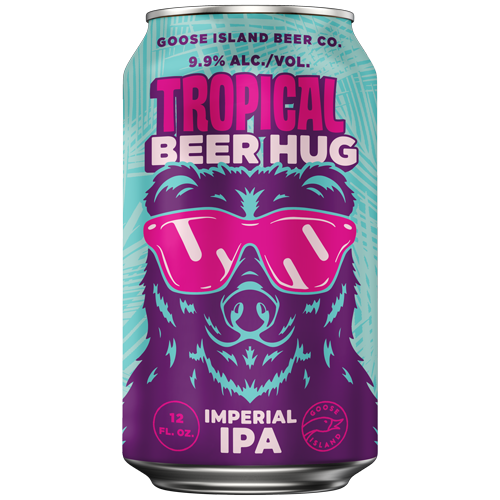 GOOSE ISLAND BEER CO.
9.9% ALC./VOL.
TROPICAL
BEER HUG
12
FL. OZ.
IMPERIAL
IPA
GOOSE
ISLAND